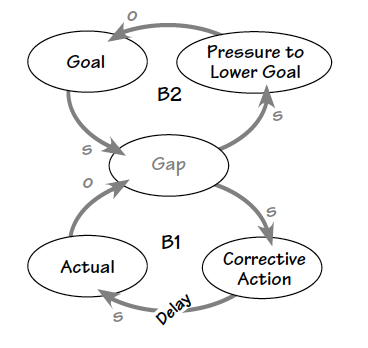 O
Goal
Pressure to
Lower Goal
B2
S
S
Gap
O
S
B1
Actual
Corrective
Action
S
Delay